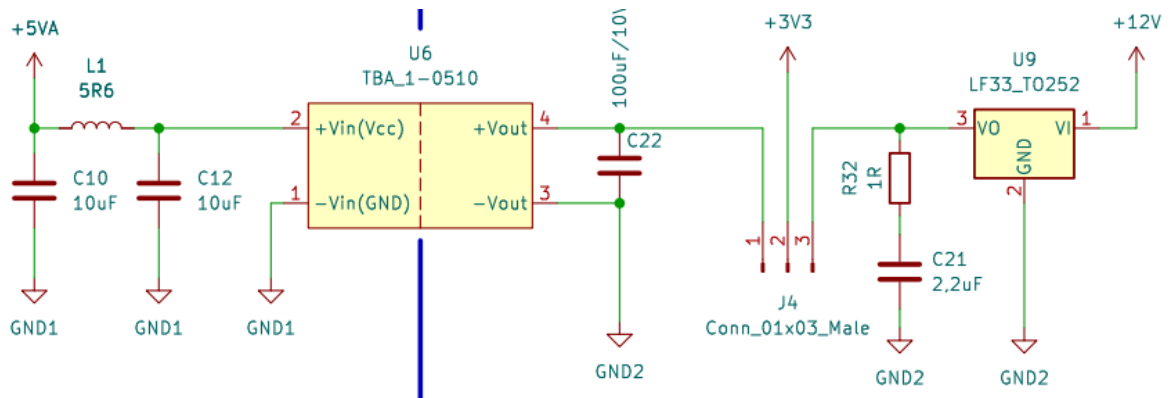 +5VA
L1
5R6
C10
10uF
C12
10uF
GND1
GND1
GND1
U6
TBA_1-0510
2
+Vin(Vcc)
1
-Vin(GND)
+Vout
4
-Vout
3
100uF/10
C22
GND2
+3V3
1
2
3
J4
Conn_01x03_Male
R32
1R
C21
2,2uF
GND2
U9
LF33_TO252
3
VO
VI
1
GND
2
GND2
+12V